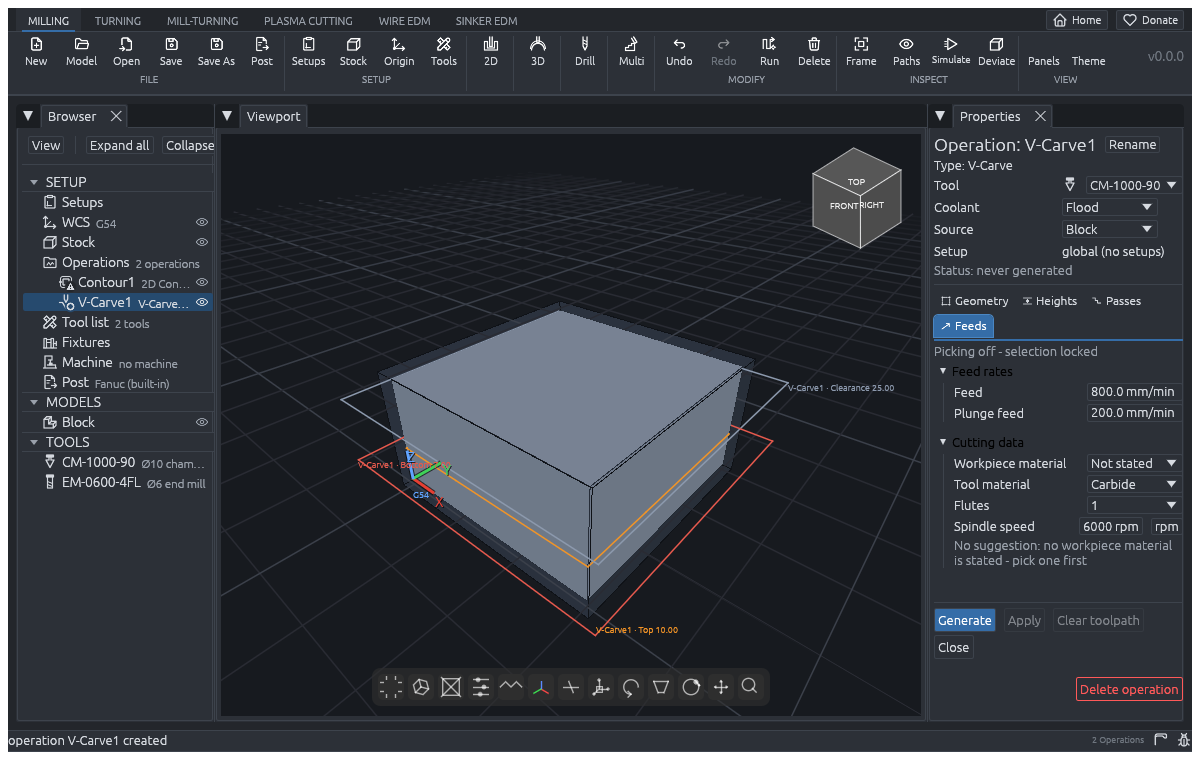 MILLING TURNING MILL-TURNING PLASMA CUTTING WIRE EDM SINKER EDM Home Donate
New Model Open Save Save As Post Setups Stock Origin Tools 2D 3D Drill Multi Undo Redo Run Delete Frame Paths Simulate Deviate Panels Theme v0.0.0
FILE SETUP MODIFY INSPECT VIEW
Browser
View Expand all Collapse
SETUP
Setups
WCS G54
Stock
Operations 2 operations
Contour1 2D Con...
V-Carve1 V-Carve...
Tool list 2 tools
Fixtures
Machine no machine
Post Fanuc (built-in)
MODELS
Block
TOOLS
CM-1000-90 Ø10 cham...
EM-0600-4FL Ø6 end mill
Viewport
TOP
FRONT RIGHT
V-Carve1 · Clearance 25.00
V-Carve1 · Bo
Z
Y
G54
X
V-Carve1 · Top 10.00
Properties
Operation: V-Carve1 Rename
Type: V-Carve
Tool CM-1000-90
Coolant Flood
Source Block
Setup global (no setups)
Status: never generated
Geometry Heights Passes
Feeds
Picking off - selection locked
Feed rates
Feed 800.0 mm/min
Plunge feed 200.0 mm/min
Cutting data
Workpiece material Not stated
Tool material Carbide
Flutes 1
Spindle speed 6000 rpm rpm
No suggestion: no workpiece material
is stated - pick one first
Generate Apply Clear toolpath
Close
Delete operation
operation V-Carve1 created 2 Operations